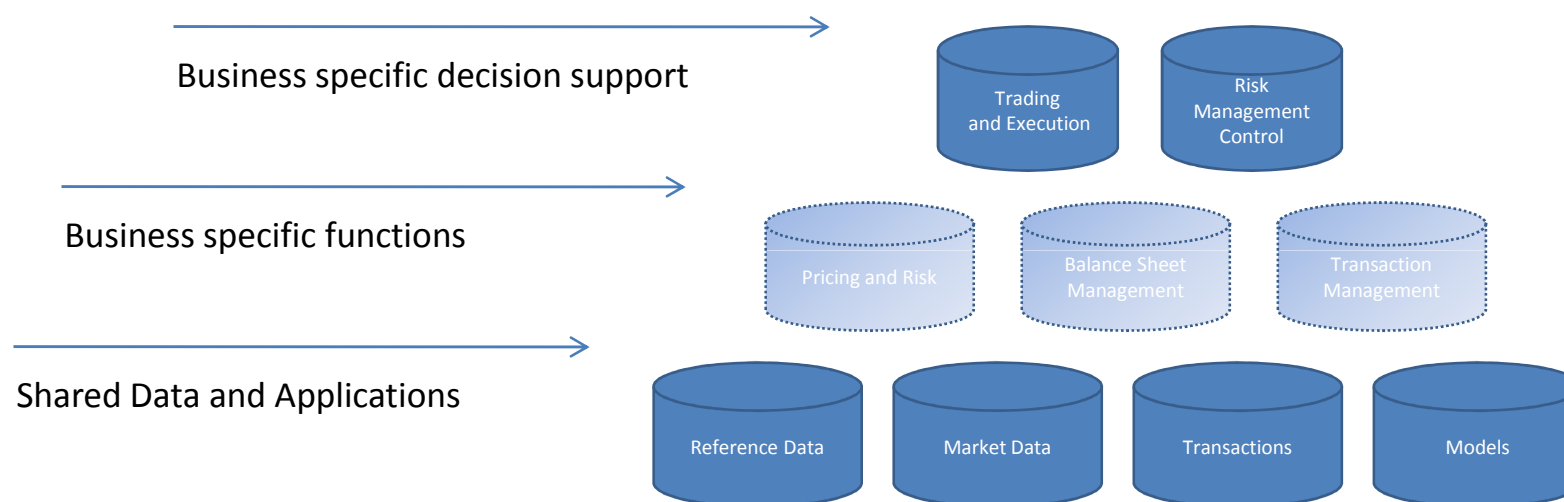 Business specific decision support
Trading
and Execution
Risk
Management
Control
Business specific functions
Pricing and Risk
Balance Sheet
Management
Transaction
Management
Shared Data and Applications
Reference Data
Market Data
Transactions
Models